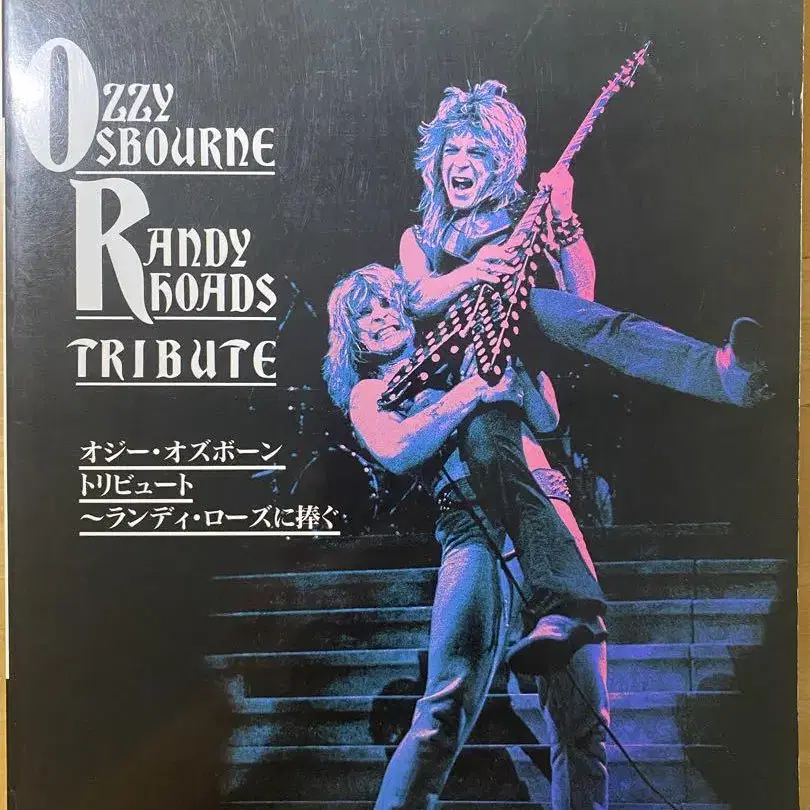 OZZY
OSBOURNE
RANDY
RHOADS
TRIBUTE
オジー・オズボーン
トリビュート
～ランディ・ローズに捧ぐ